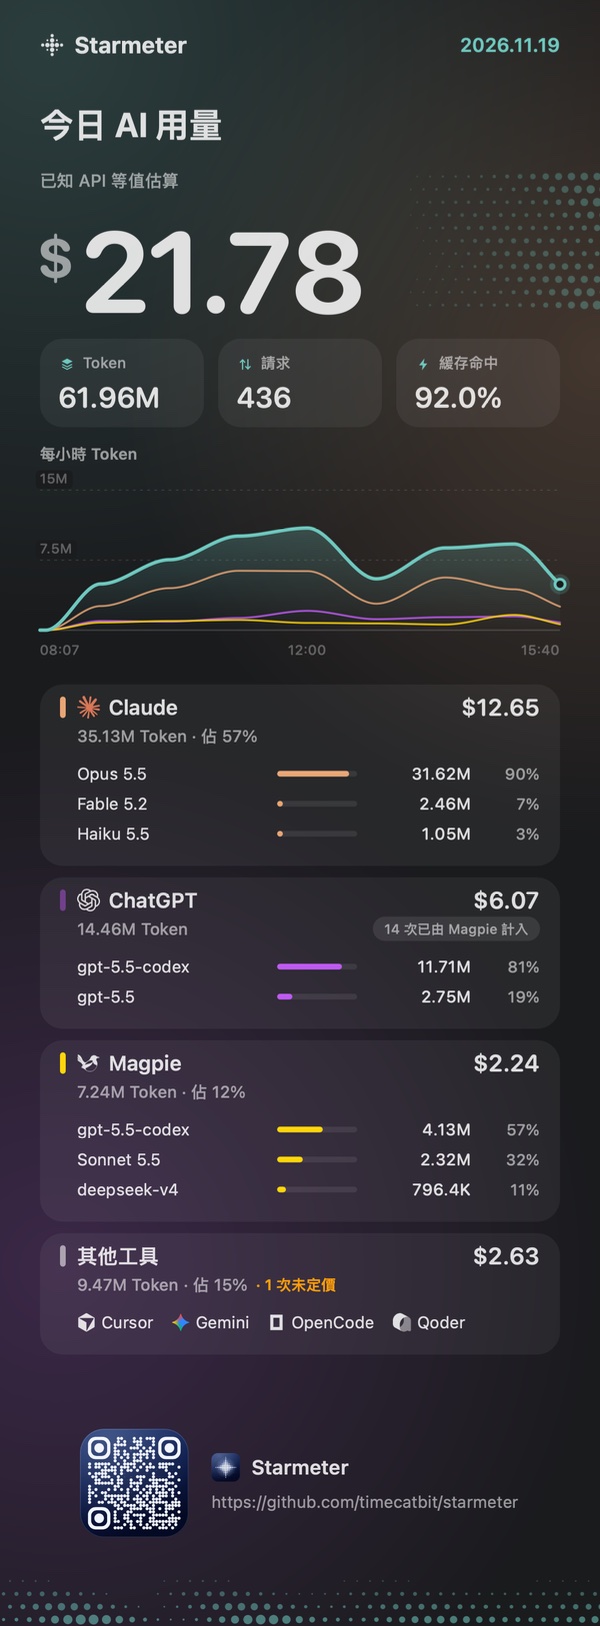 Starmeter
2026.11.19
今日 AI 用量
已知 API 等值估算
$21.78
Token
61.96M
請求
436
緩存命中
92.0%
每小時 Token
15M
7.5M
08:07
12:00
15:40
Claude
$12.65
35.13M Token · 佔 57%
Opus 5.5 31.62M 90%
Fable 5.2 2.46M 7%
Haiku 5.5 1.05M 3%
ChatGPT
$6.07
14.46M Token
14 次已由 Magpie 計入
gpt-5.5-codex 11.71M 81%
gpt-5.5 2.75M 19%
Magpie
$2.24
7.24M Token · 佔 12%
gpt-5.5-codex 4.13M 57%
Sonnet 5.5 2.32M 32%
deepseek-v4 796.4K 11%
其他工具
$2.63
9.47M Token · 佔 15% · 1 次未定價
Cursor Gemini OpenCode Qoder
Starmeter
https://github.com/timecatbit/starmeter